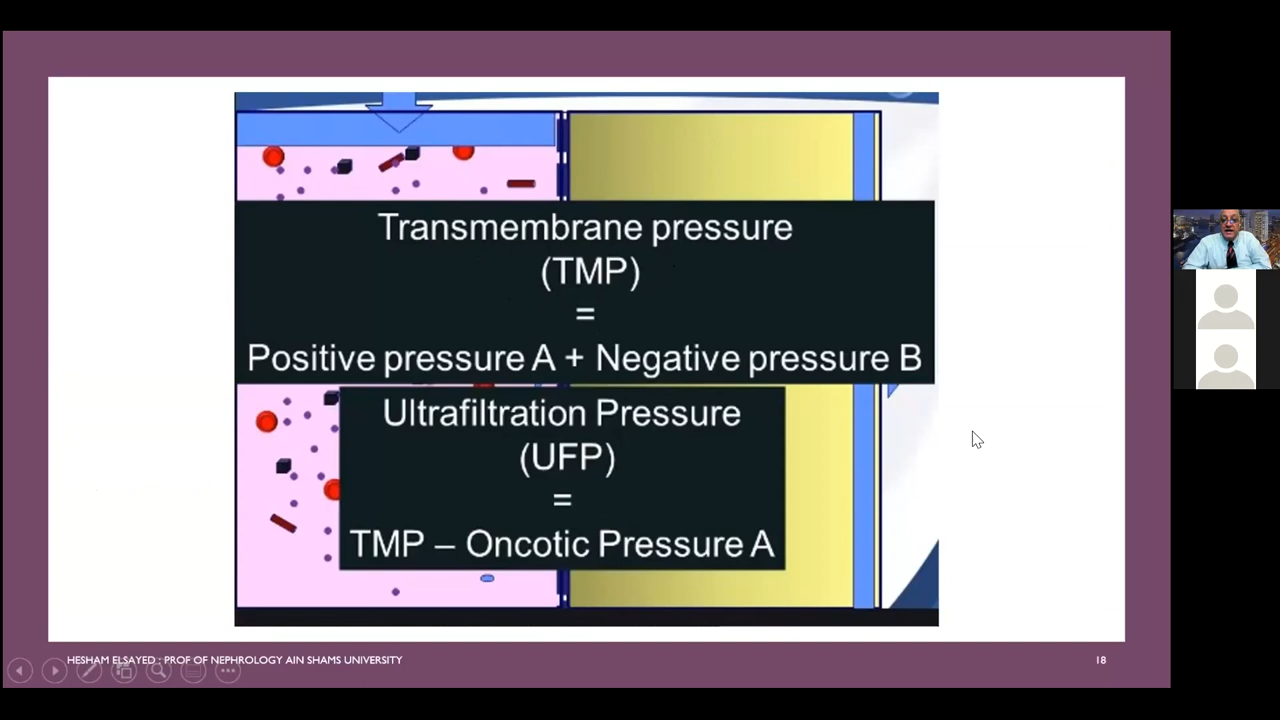 Transmembrane pressure
(TMP)
=
Positive pressure A + Negative pressure B
Ultrafiltration Pressure
(UFP)
=
TMP – Oncotic Pressure A
HESHAM ELSAYED : PROF OF NEPHROLOGY AIN SHAMS UNIVERSITY
18